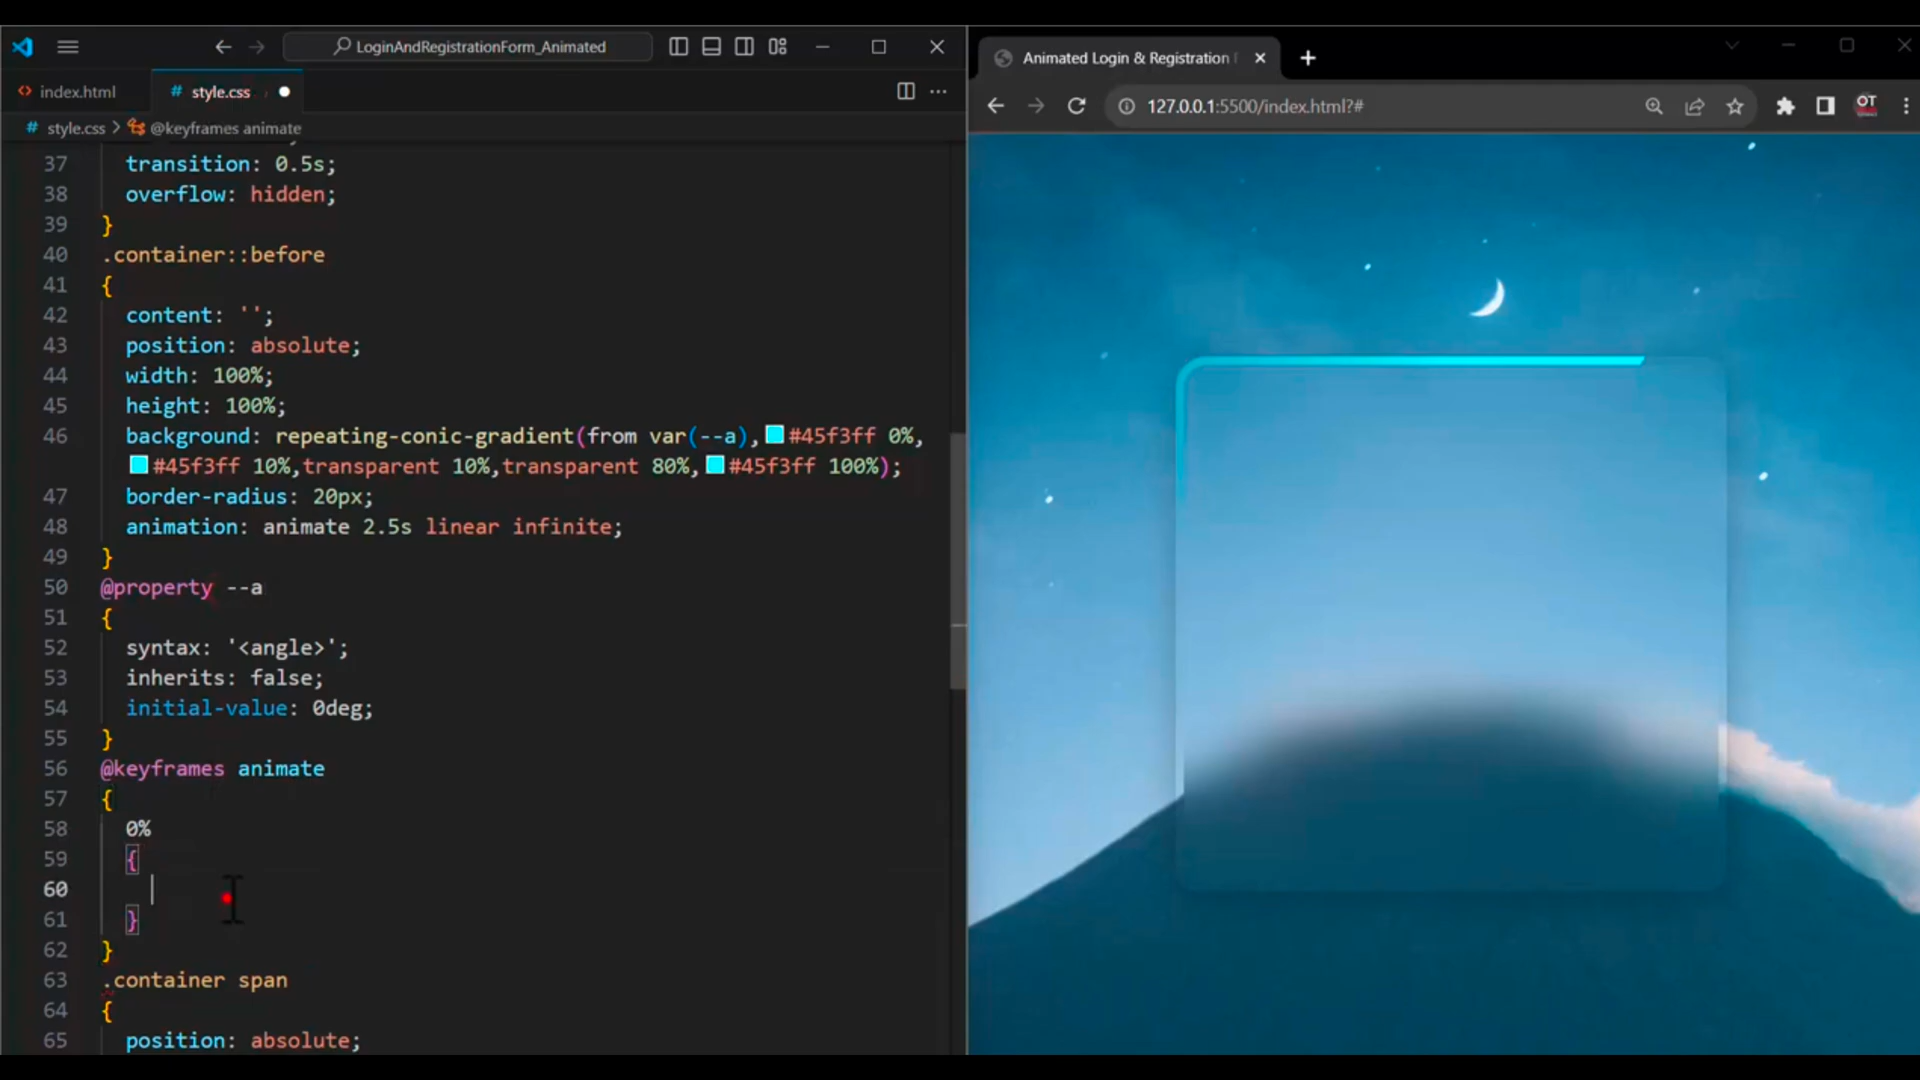 LoginAndRegistrationForm_Animated
index.html
# style.css
# style.css > @keyframes animate
37 transition: 0.5s;
38 overflow: hidden;
39 }
40 .container::before
41 {
42 content: '';
43 position: absolute;
44 width: 100%;
45 height: 100%;
46 background: repeating-conic-gradient(from var(--a),#45f3ff 0%,
#45f3ff 10%,transparent 10%,transparent 80%,#45f3ff 100%);
47 border-radius: 20px;
48 animation: animate 2.5s linear infinite;
49 }
50 @property --a
51 {
52 syntax: '<angle>';
53 inherits: false;
54 initial-value: 0deg;
55 }
56 @keyframes animate
57 {
58 0%
59 {
60
61 }
62 }
63 .container span
64 {
65 position: absolute;
Animated Login & Registration
127.0.0.1:5500/index.html?#
OT